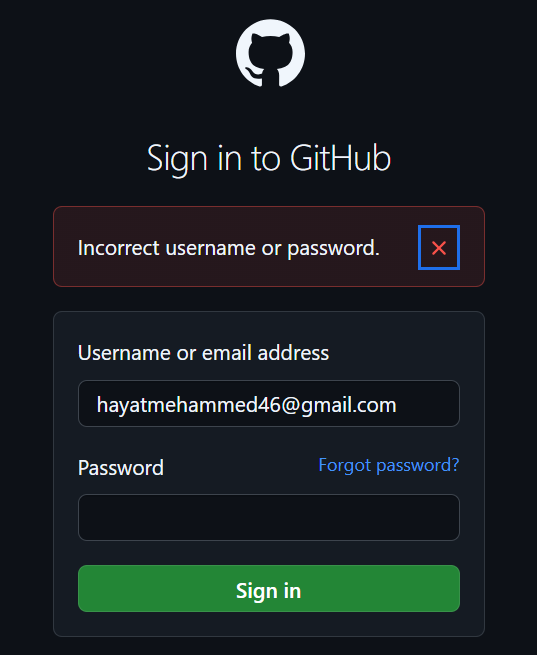 Sign in to GitHub
Incorrect username or password.
Username or email address
hayatmehammed46@gmail.com
Password Forgot password?
Sign in